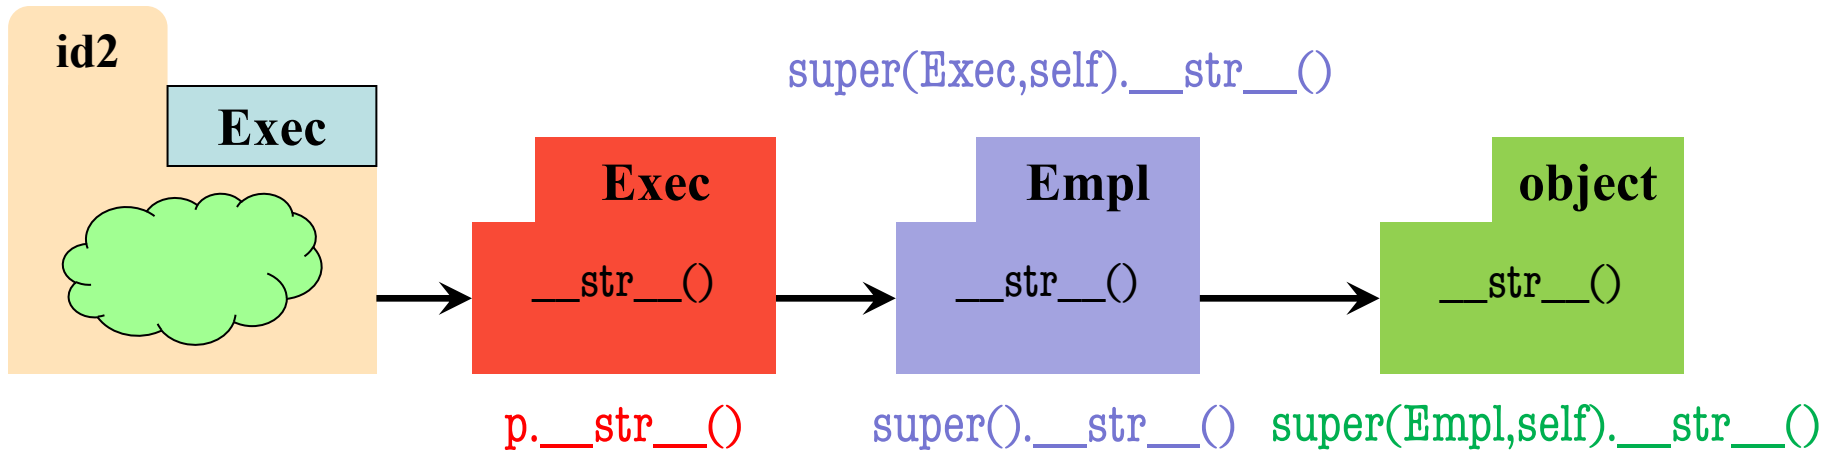 id2
Exec
super(Exec,self).__str__()
Exec
Empl
object
__str__()
__str__()
__str__()
p.__str__()
super().__str__()
super(Empl,self).__str__()